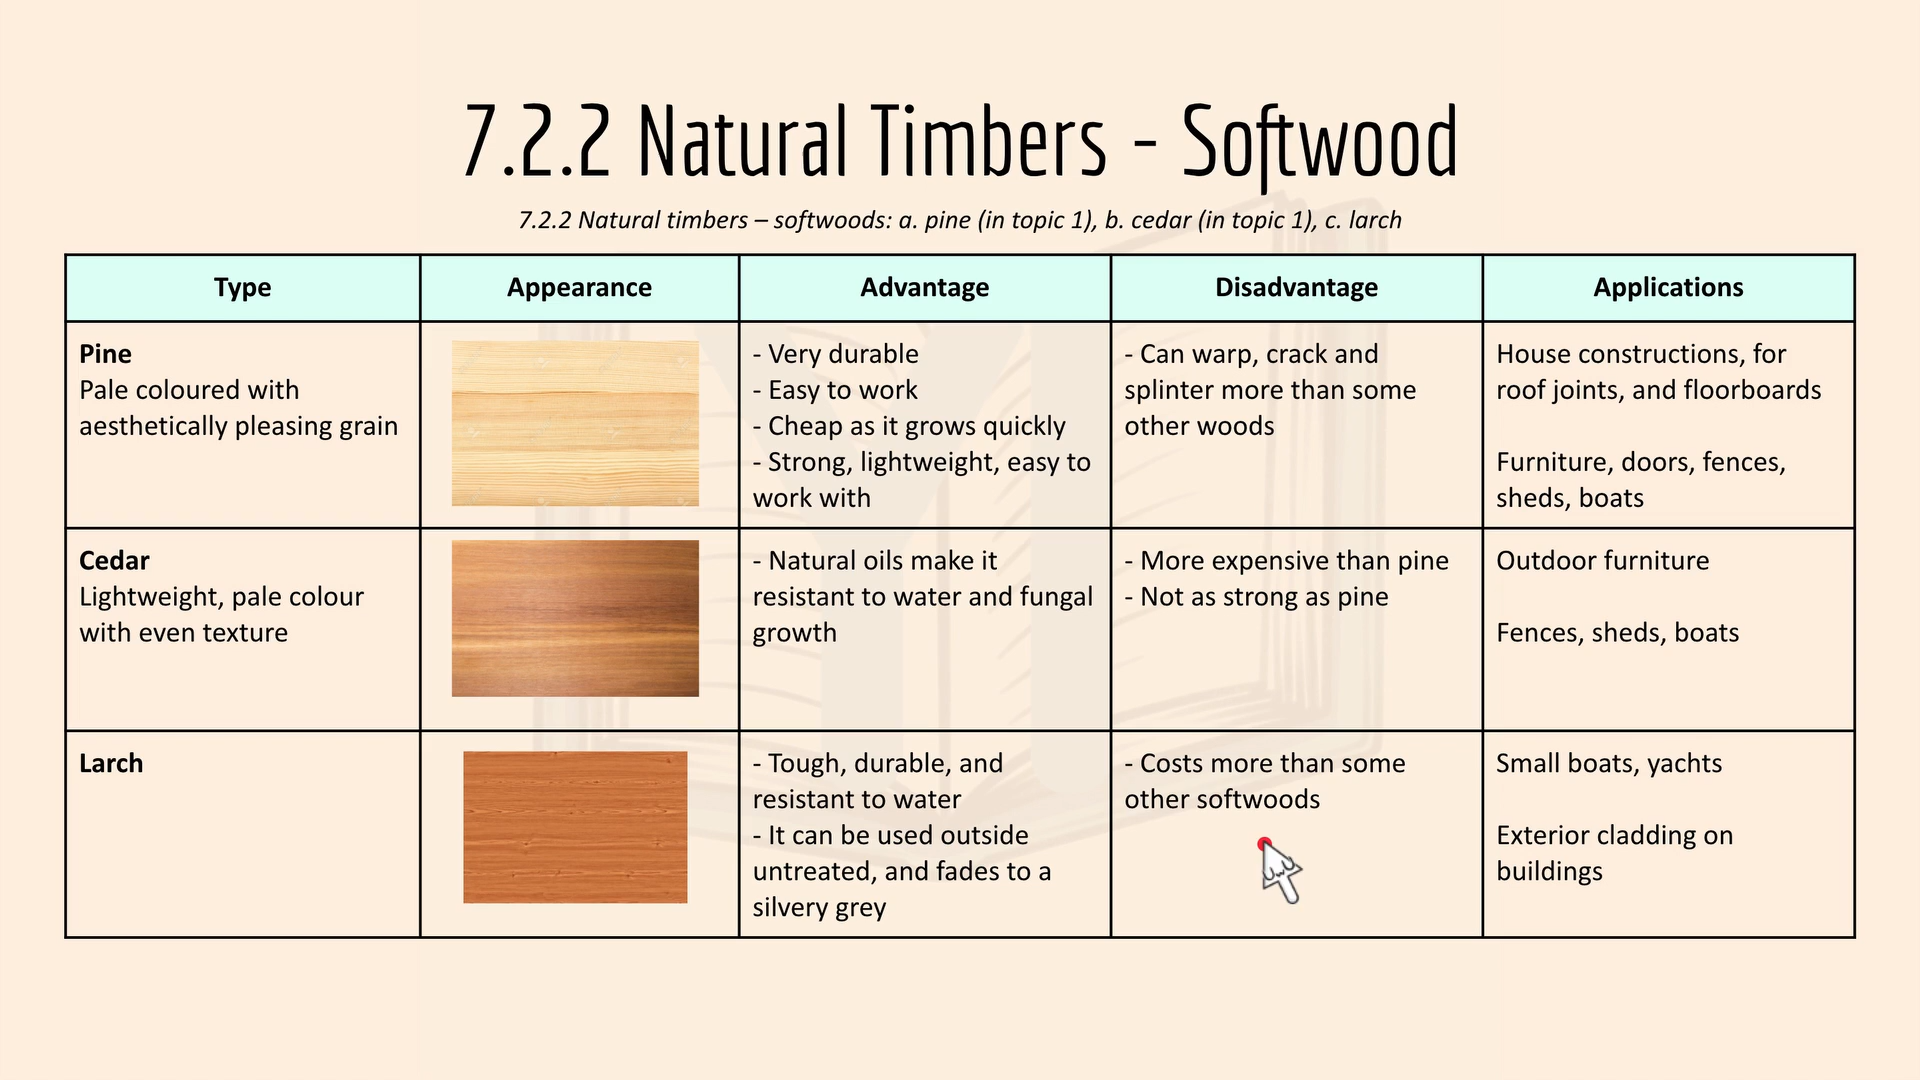 7.2.2 Natural Timbers - Softwood
7.2.2 Natural timbers – softwoods: a. pine (in topic 1), b. cedar (in topic 1), c. larch
Type
Appearance
Advantage
Disadvantage
Applications
Pine
Pale coloured with
aesthetically pleasing grain
- Very durable
- Easy to work
- Cheap as it grows quickly
- Strong, lightweight, easy to
work with
- Can warp, crack and
splinter more than some
other woods
House constructions, for
roof joints, and floorboards
Furniture, doors, fences,
sheds, boats
Cedar
Lightweight, pale colour
with even texture
- Natural oils make it
resistant to water and fungal
growth
- More expensive than pine
- Not as strong as pine
Outdoor furniture
Fences, sheds, boats
Larch
- Tough, durable, and
resistant to water
- It can be used outside
untreated, and fades to a
silvery grey
- Costs more than some
other softwoods
Small boats, yachts
Exterior cladding on
buildings